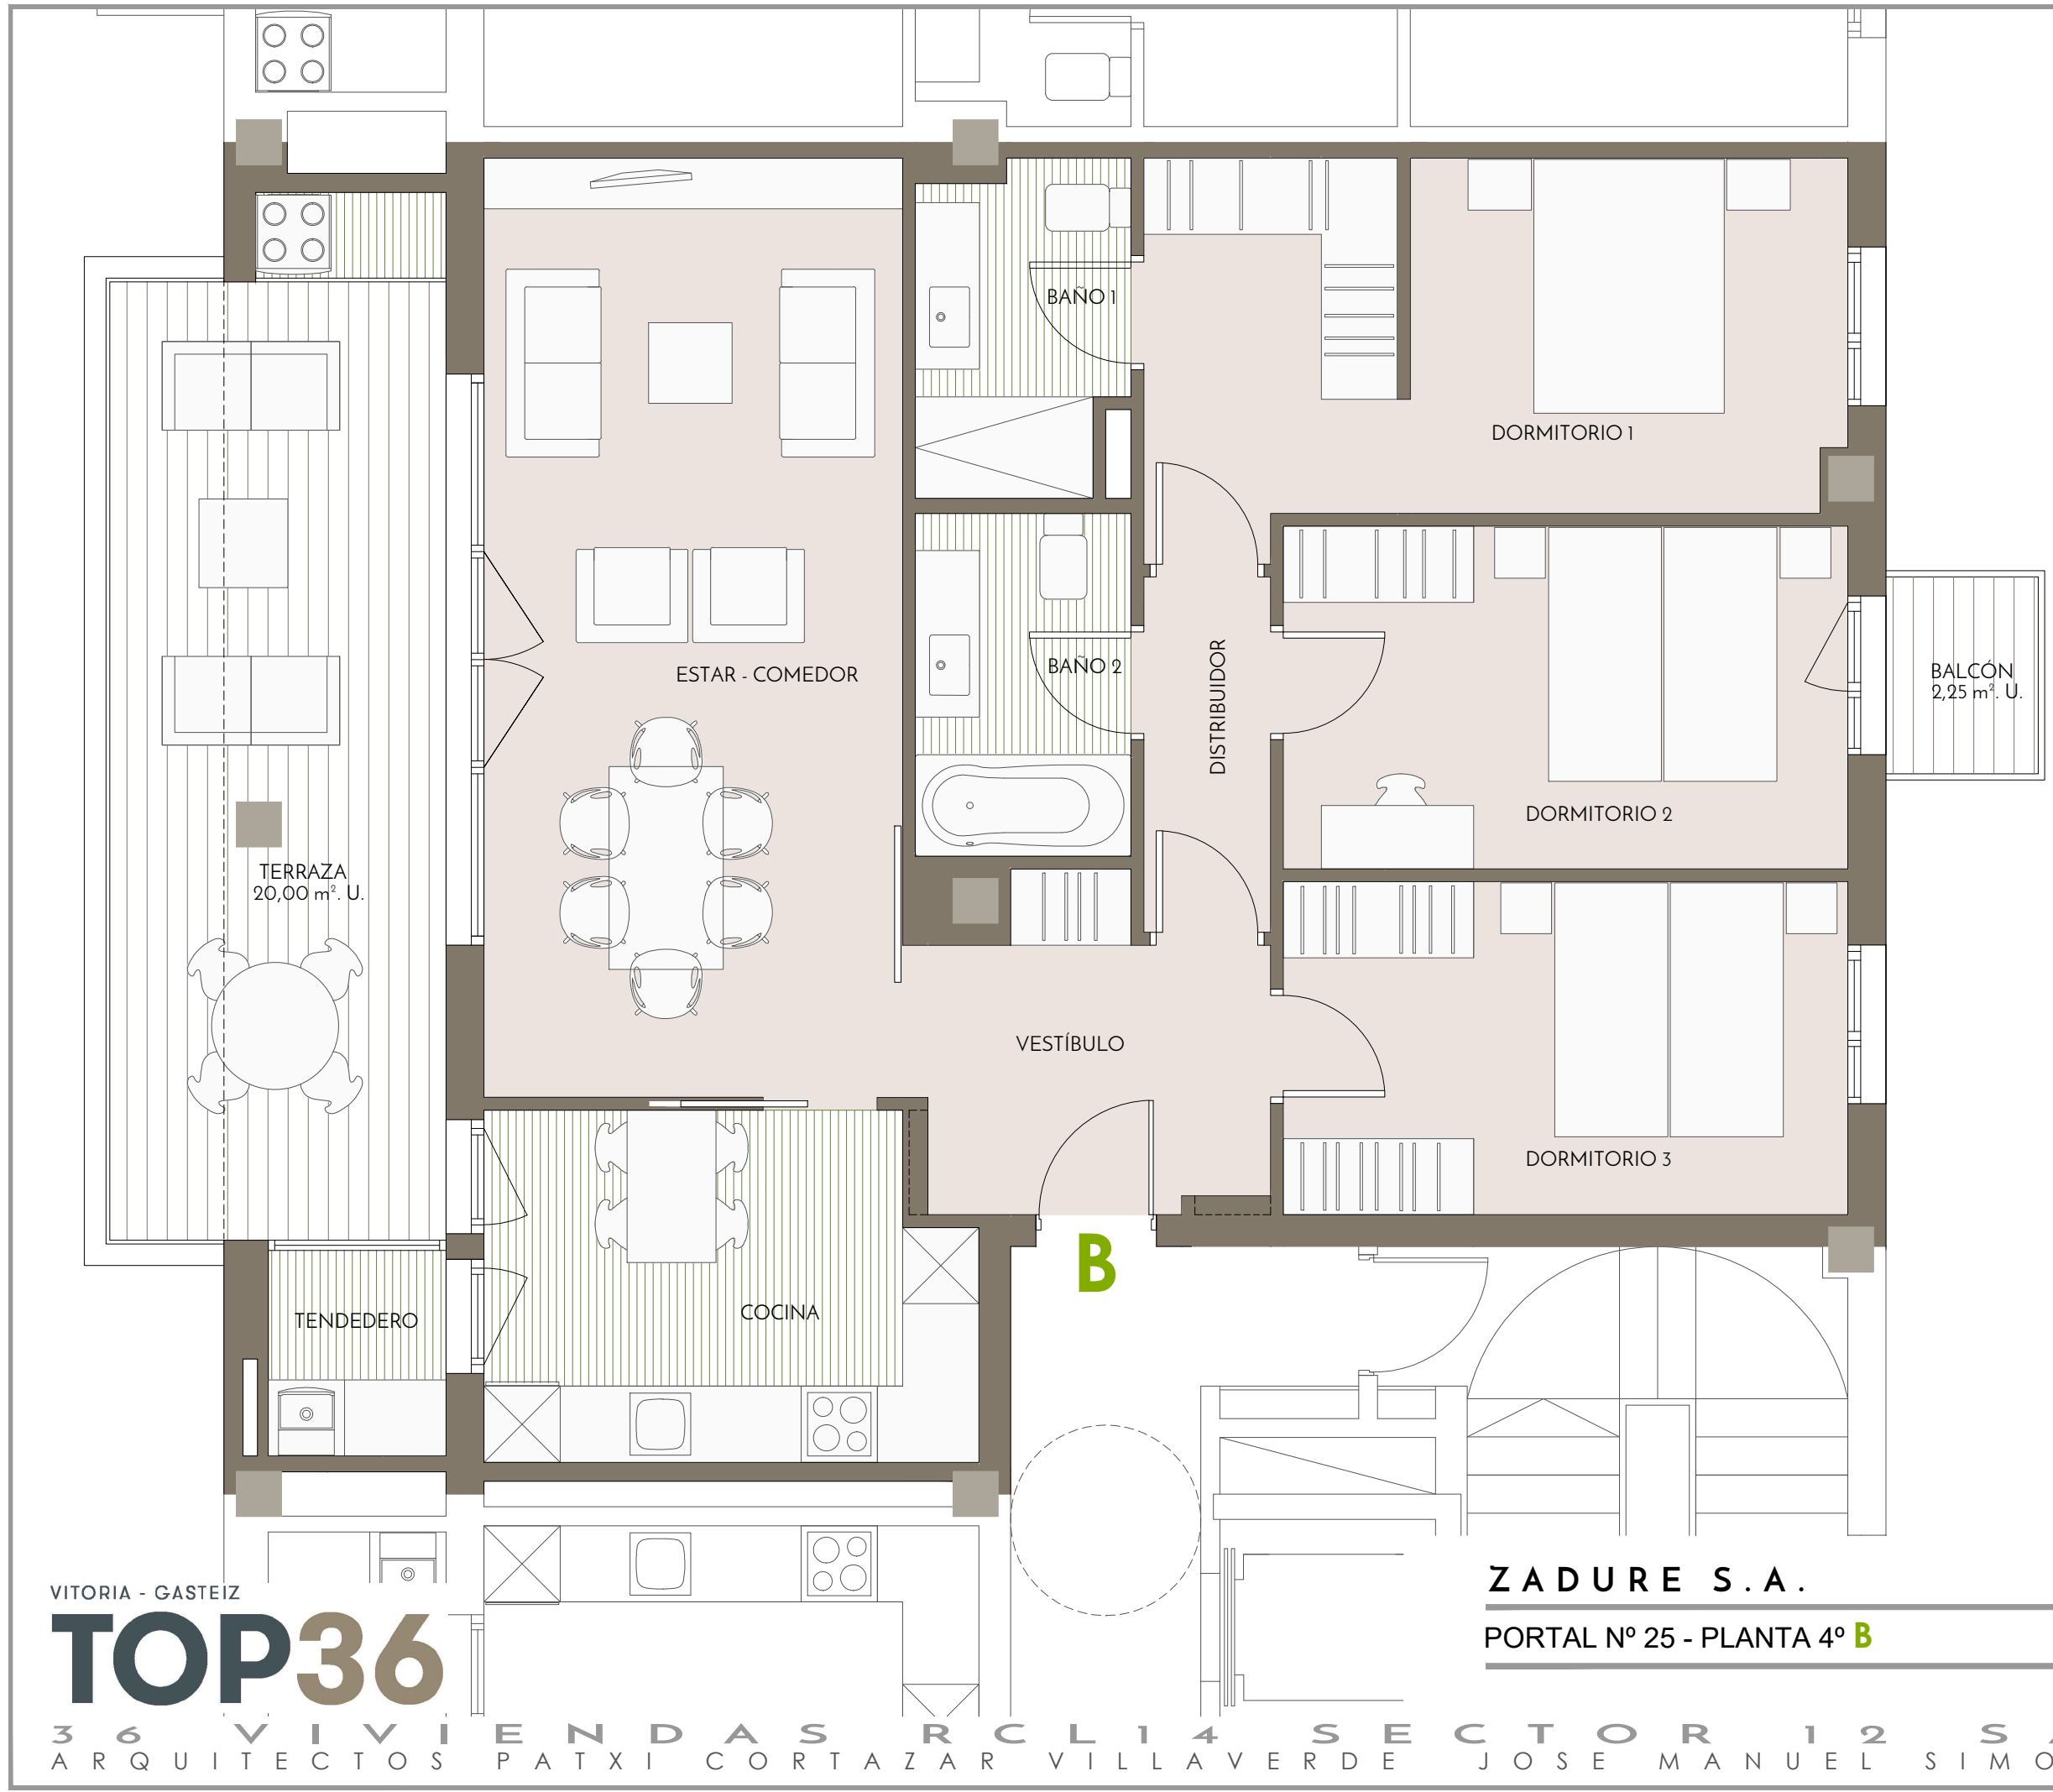 BAÑO 1
DORMITORIO 1
ESTAR - COMEDOR
BAÑO 2
DISTRIBUIDOR
BALCÓN
2,25 m². U.
DORMITORIO 2
TERRAZA
20,00 m². U.
VESTÍBULO
DORMITORIO 3
B
TENDEDERO
COCINA
VITORIA - GASTEIZ
TOP36
ZADURE S.A.
PORTAL Nº 25 - PLANTA 4º B
36 VIVIENDAS RCL14 SECTOR 12
ARQUITECTOS PATXI CORTAZAR VILLAVERDE JOSE MANUEL